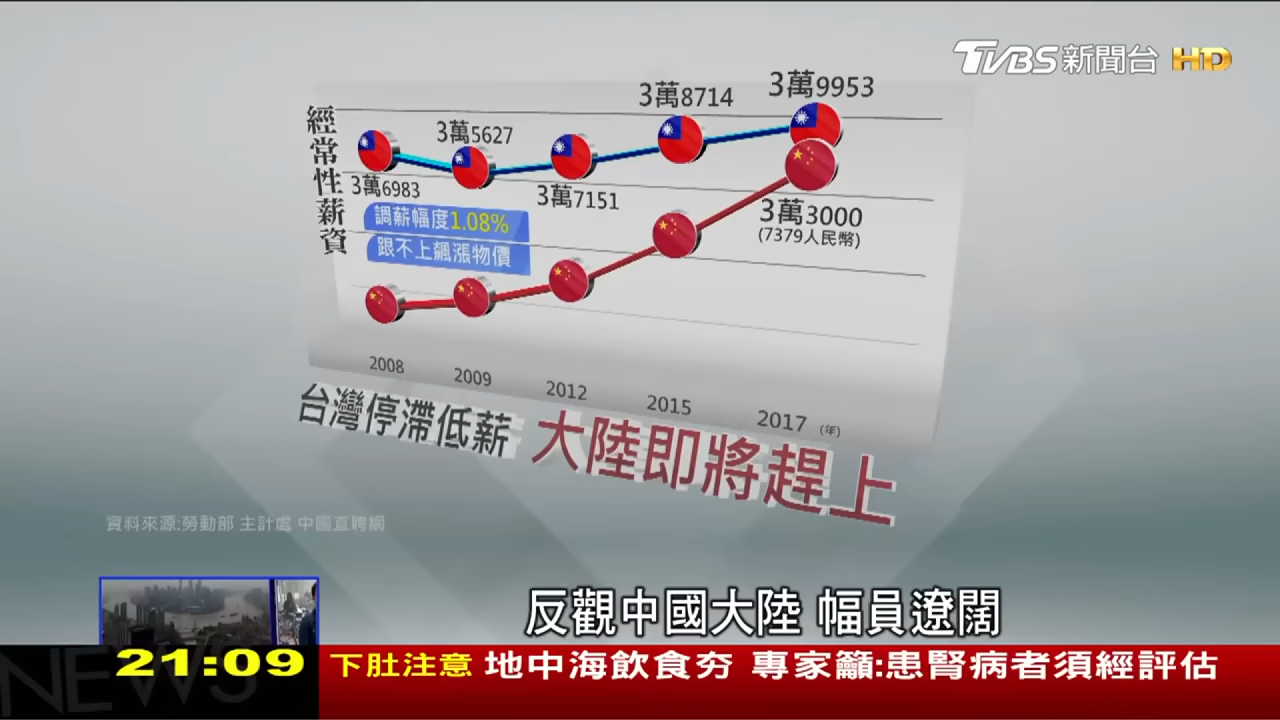 TVBS新聞台 HD
經常性薪資
3萬6983
3萬5627
3萬7151
3萬8714
3萬9953
調薪幅度1.08%
跟不上飆漲物價
3萬3000
(7379人民幣)
2008
2009
2012
2015
2017 (年)
台灣停滯低薪 大陸即將趕上
資料來源:勞動部 主計處 中國直聘網
反觀中國大陸 幅員遼闊
NEWS
21:09
下肚注意 地中海飲食夯 專家籲:患腎病者須經評估